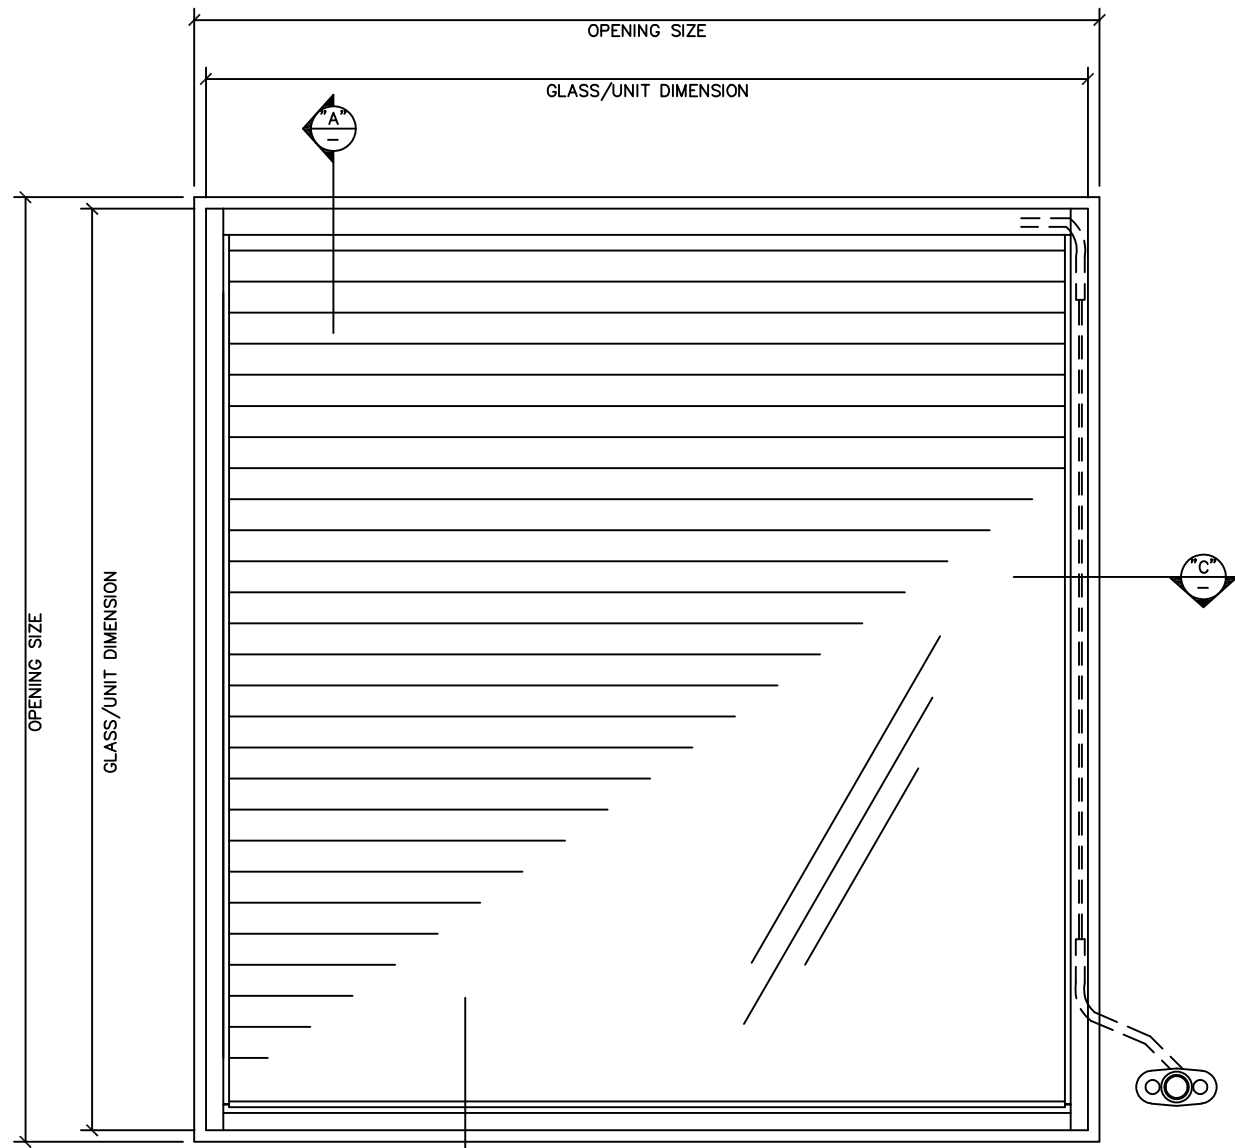 OPENING SIZE
GLASS/UNIT DIMENSION
"A"
-
OPENING SIZE
GLASS/UNIT DIMENSION
"C"
-